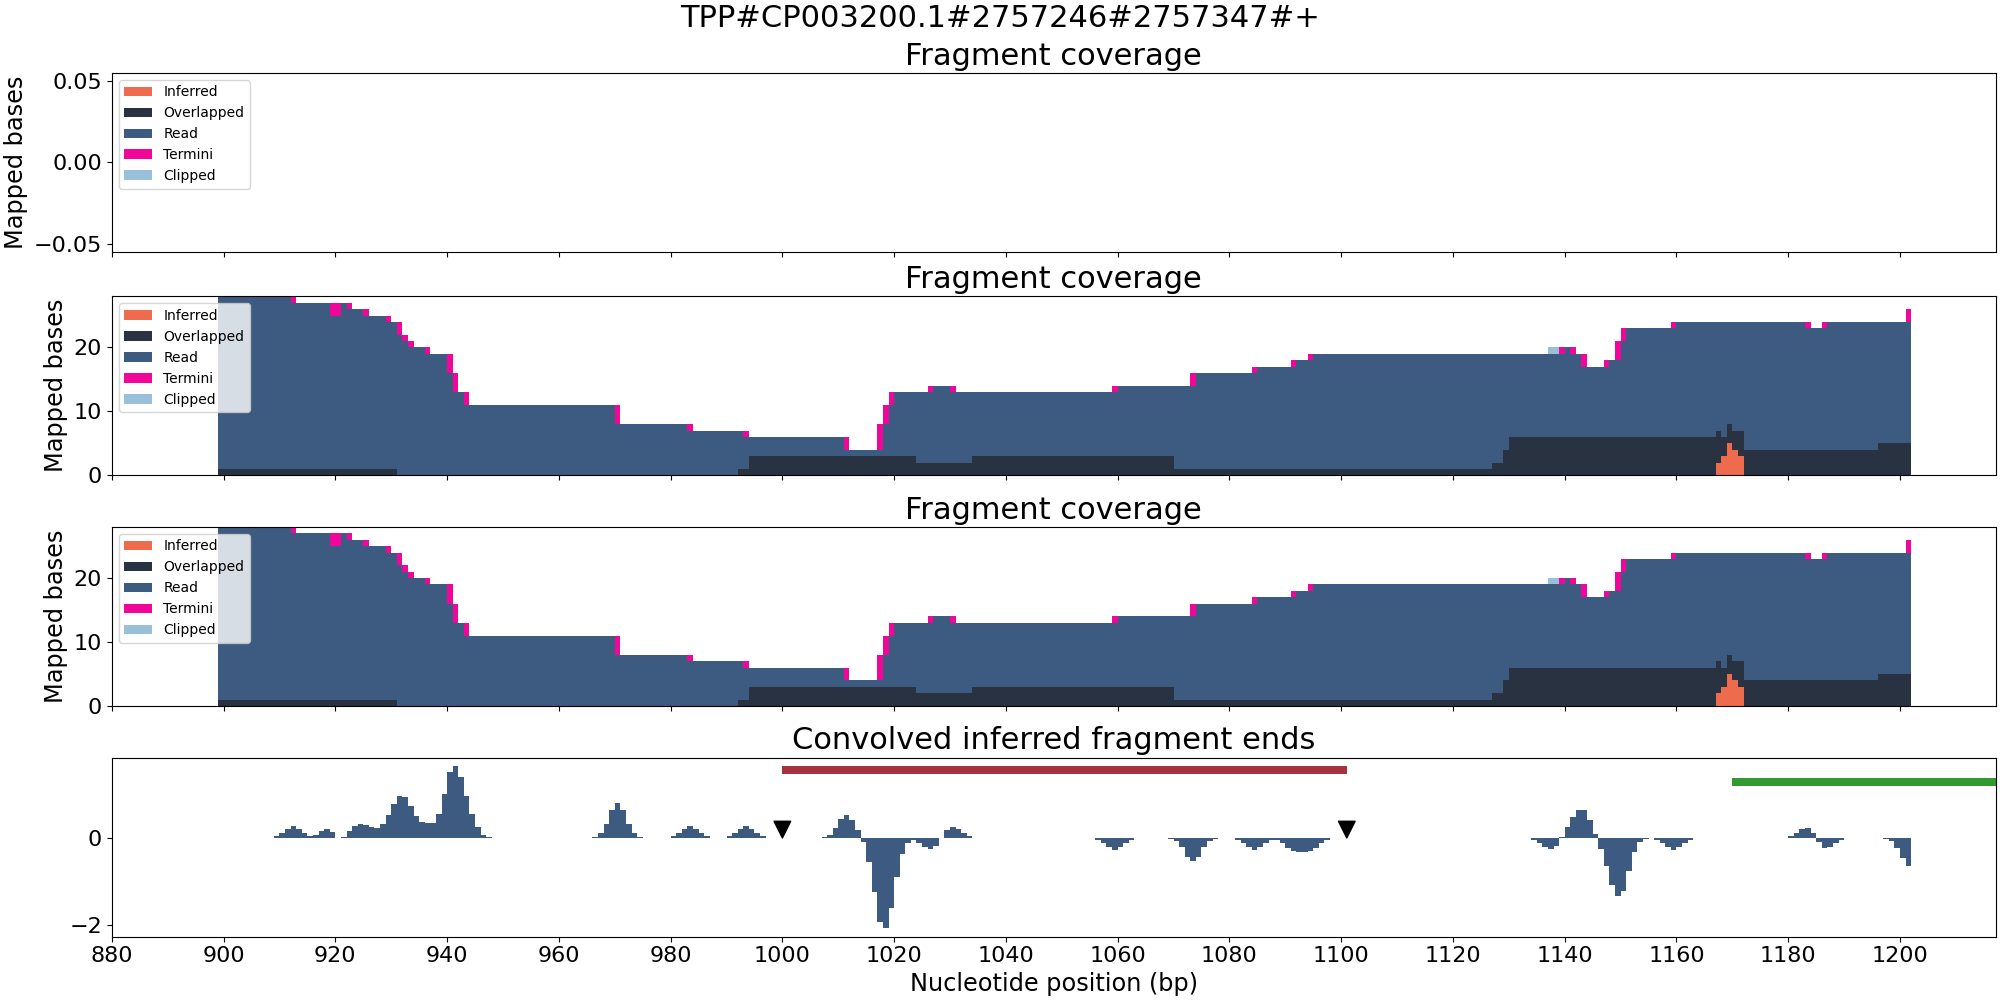 TPP#CP003200.1#2757246#2757347#+
Fragment coverage
Mapped bases
0.05
0.00
−0.05
Inferred
Overlapped
Read
Termini
Clipped
Fragment coverage
Mapped bases
20
10
0
Inferred
Overlapped
Read
Termini
Clipped
Fragment coverage
Mapped bases
20
10
0
Inferred
Overlapped
Read
Termini
Clipped
Convolved inferred fragment ends
0
−2
880 900 920 940 960 980 1000 1020 1040 1060 1080 1100 1120 1140 1160 1180 1200
Nucleotide position (bp)